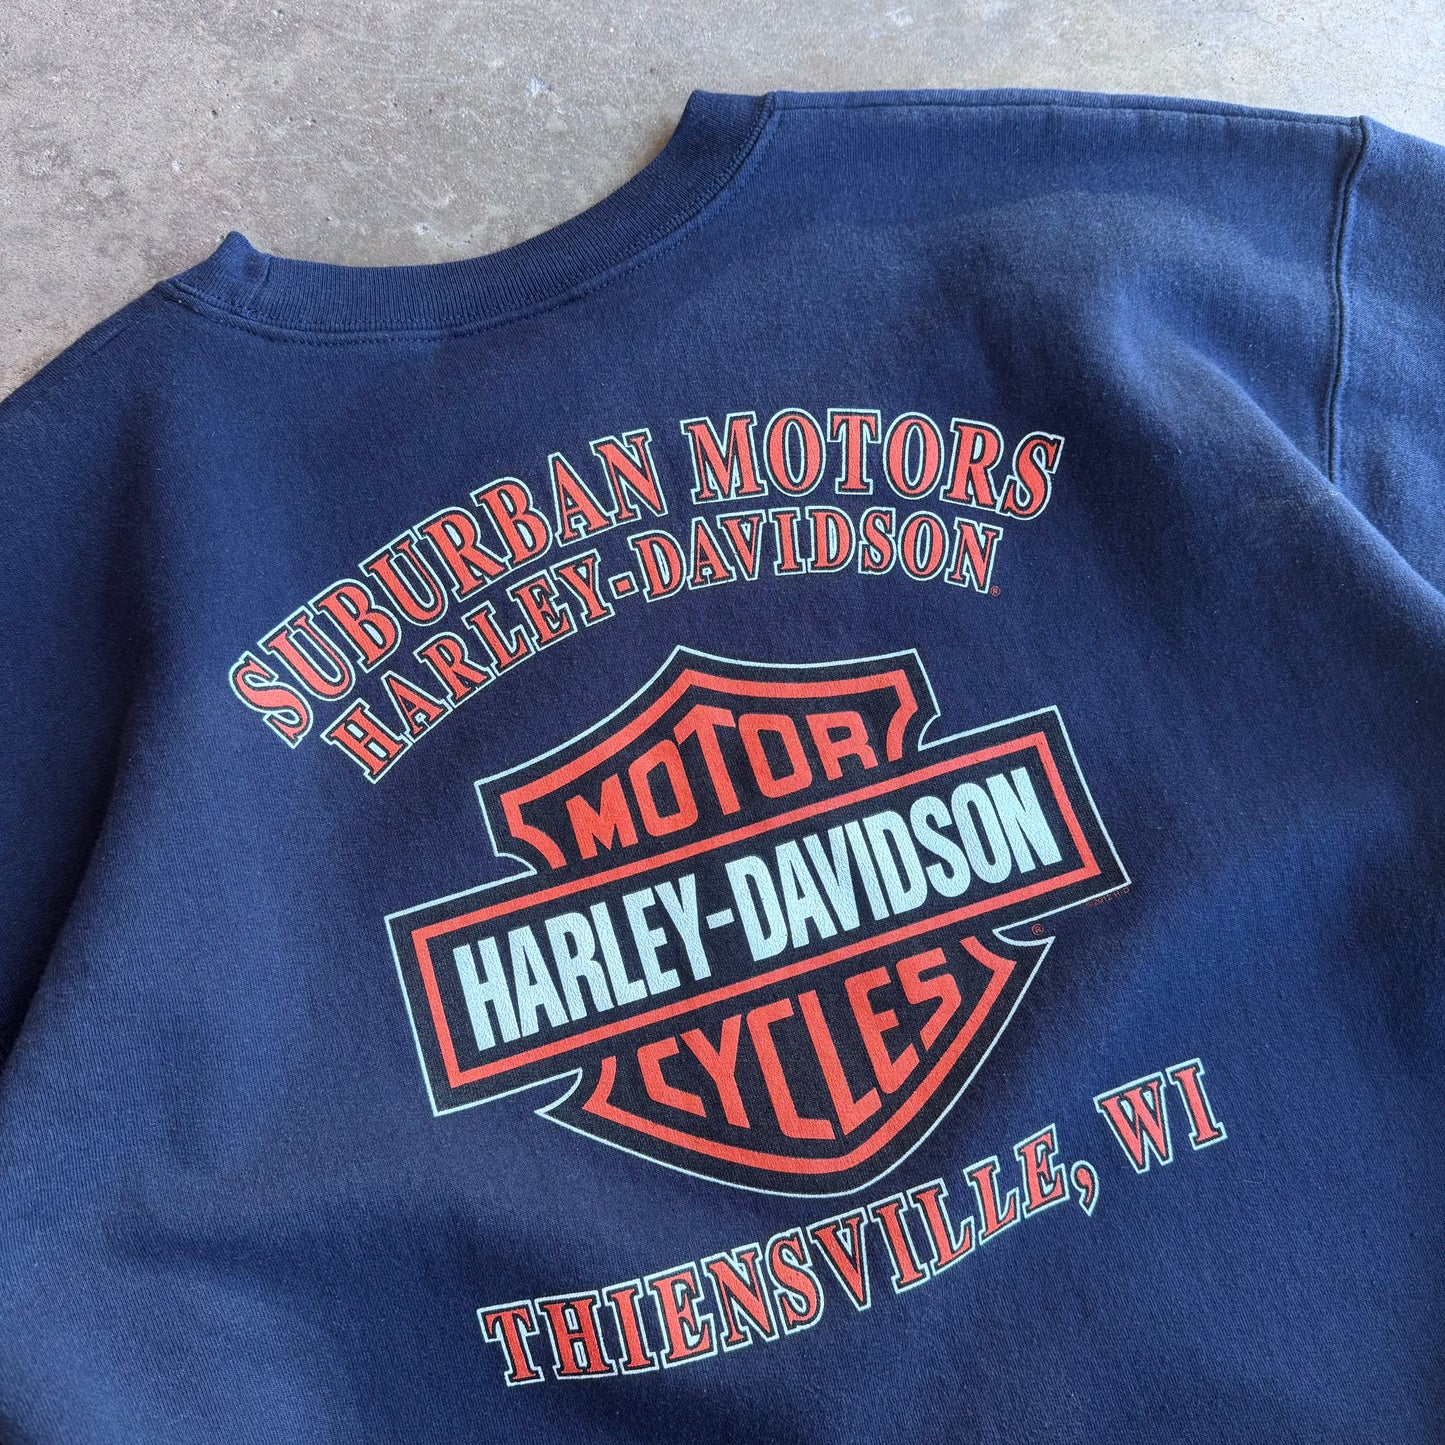 SUBURBAN MOTORS
HARLEY-DAVIDSON®
MOTOR
HARLEY-DAVIDSON
®
CYCLES
THIENSVILLE, WI